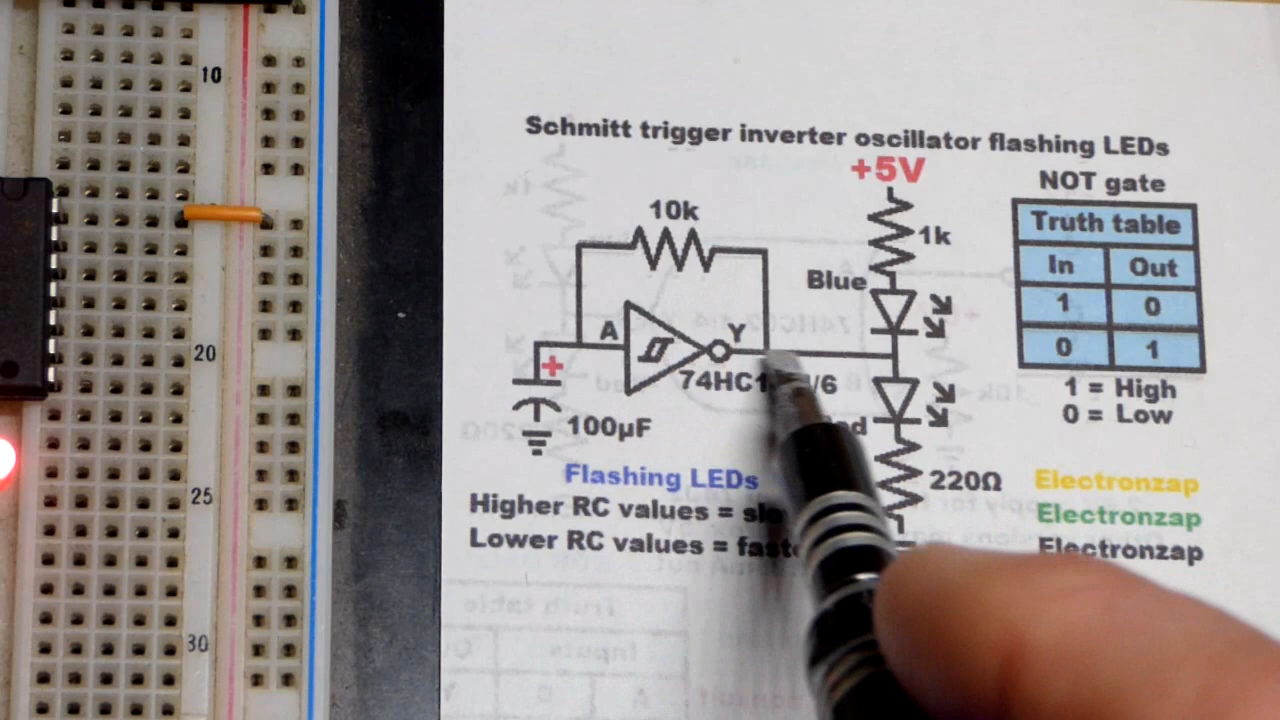 10
20
25
30
Schmitt trigger inverter oscillator flashing LEDs
+5V
NOT gate
10k
1k
Truth table
In Out
Blue
1 0
A
Y
0 1
+
74HC1 /6
1 = High
0 = Low
100µF
Flashing LEDs
220Ω
Electronzap
Higher RC values =
Electronzap
Lower RC values =
Electronzap